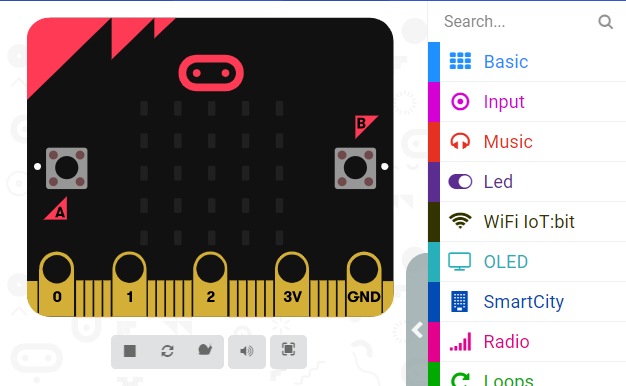 Search...
Basic
Input
Music
Led
WiFi IoT:bit
OLED
SmartCity
Radio
Loops
B
A
0 1 2 3V GND